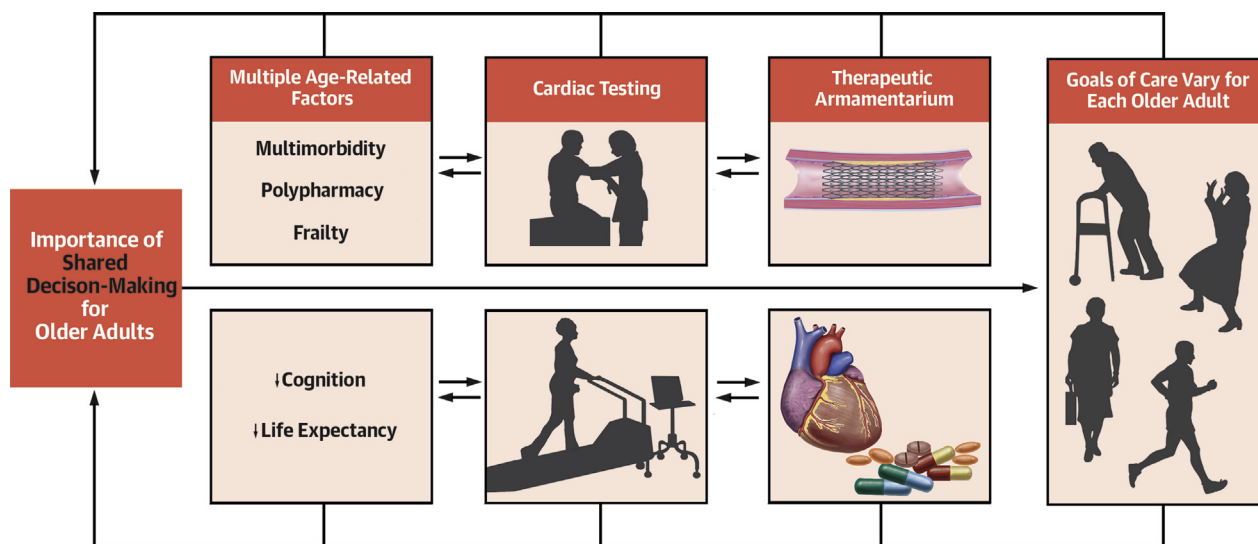 Multiple Age-Related
Factors
Multimorbidity
Polypharmacy
Frailty
Cardiac Testing
Therapeutic
Armamentarium
Goals of Care Vary for
Each Older Adult
Importance of
Shared
Decison-Making
for
Older Adults
↓Cognition
↓Life Expectancy